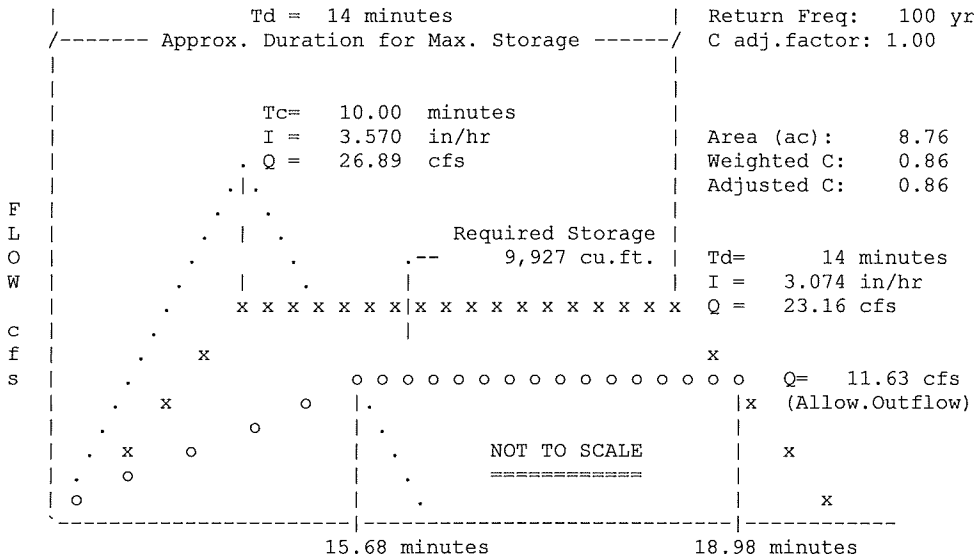 Td = 14 minutes Return Freq: 100 yr
/------- Approx. Duration for Max. Storage ------/ C adj.factor: 1.00
Tc= 10.00 minutes
I = 3.570 in/hr Area (ac): 8.76
Q = 26.89 cfs Weighted C: 0.86
Adjusted C: 0.86
FLOW cfs
Required Storage
9,927 cu.ft. Td= 14 minutes
I = 3.074 in/hr
x x x x x x x x x x x x x x x x x x Q = 23.16 cfs
x x
o o o o o o o o o o o o o o o o Q= 11.63 cfs
x o x (Allow.Outflow)
o
x o NOT TO SCALE x
o ============
o x
15.68 minutes 18.98 minutes